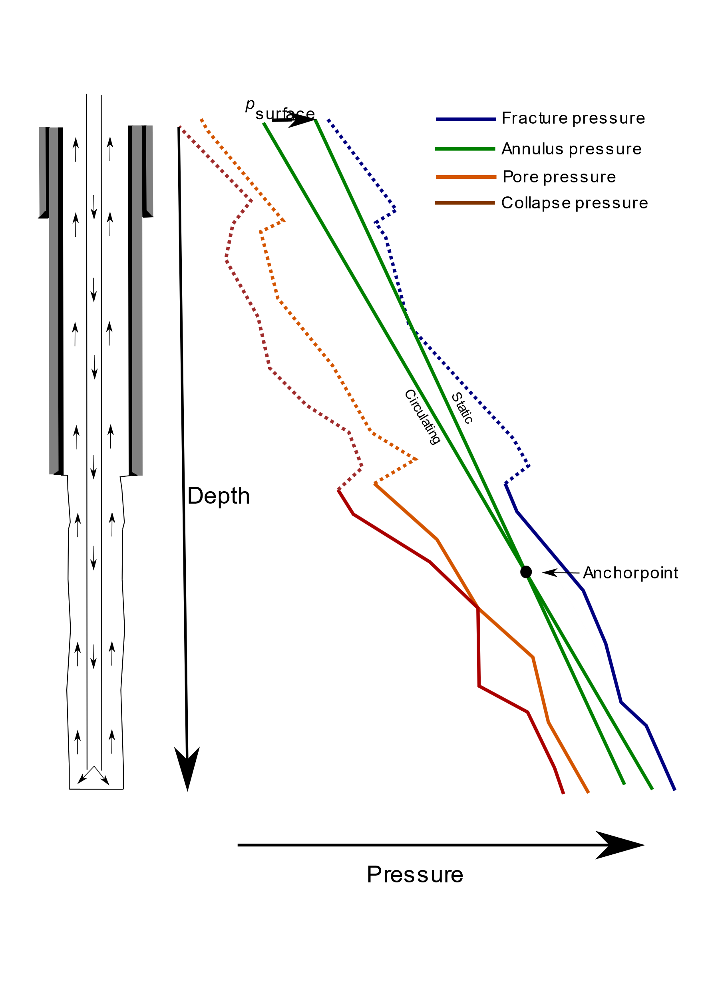 p surface
Fracture pressure
Annulus pressure
Pore pressure
Collapse pressure
Circulating
Static
Depth
Anchorpoint
Pressure